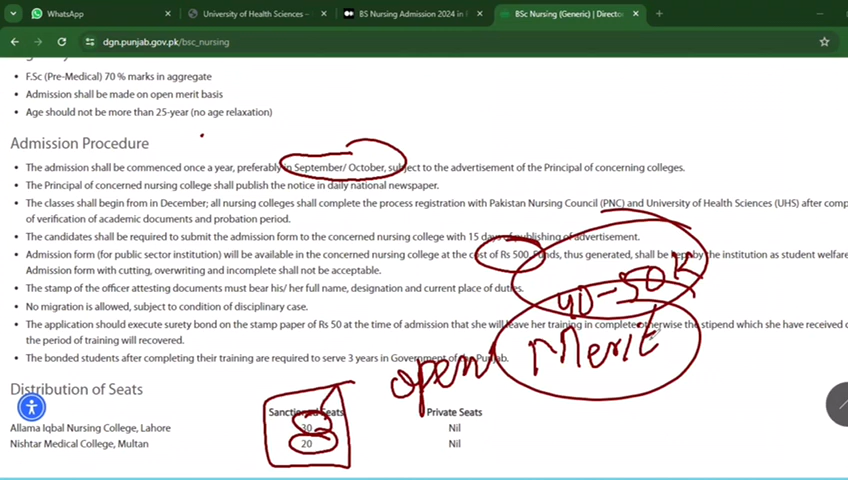 WhatsApp
University of Health Sciences -
BS Nursing Admission 2024 in
BSc Nursing (Generic) | Director
dgn.punjab.gov.pk/bsc_nursing
F.Sc (Pre-Medical) 70 % marks in aggregate
Admission shall be made on open merit basis
Age should not be more than 25-year (no age relaxation)
Admission Procedure
The admission shall be commenced once a year, preferably in September/ October, subject to the advertisement of the Principal of concerning colleges.
The Principal of concerned nursing college shall publish the notice in daily national newspaper.
The classes shall begin from in December; all nursing colleges shall complete the process registration with Pakistan Nursing Council (PNC) and University of Health Sciences (UHS) after comp
of verification of academic documents and probation period.
The candidates shall be required to submit the admission form to the concerned nursing college with 15 days of publishing of advertisement.
Admission form (for public sector institution) will be available in the concerned nursing college at the cost of Rs 500. Funds, thus generated, shall be kept by the institution as student welfare
Admission form with cutting, overwriting and incomplete shall not be acceptable.
The stamp of the officer attesting documents must bear his/ her full name, designation and current place of duties.
40-50K
No migration is allowed, subject to condition of disciplinary case.
The application should execute surety bond on the stamp paper of Rs 50 at the time of admission that she will leave her training in complete otherwise the stipend which she have received d
the period of training will recovered.
The bonded students after completing their training are required to serve 3 years in Government of the Punjab.
open Merit
Distribution of Seats
Sanctioned Seats Private Seats
Allama Iqbal Nursing College, Lahore 30 Nil
Nishtar Medical College, Multan 20 Nil